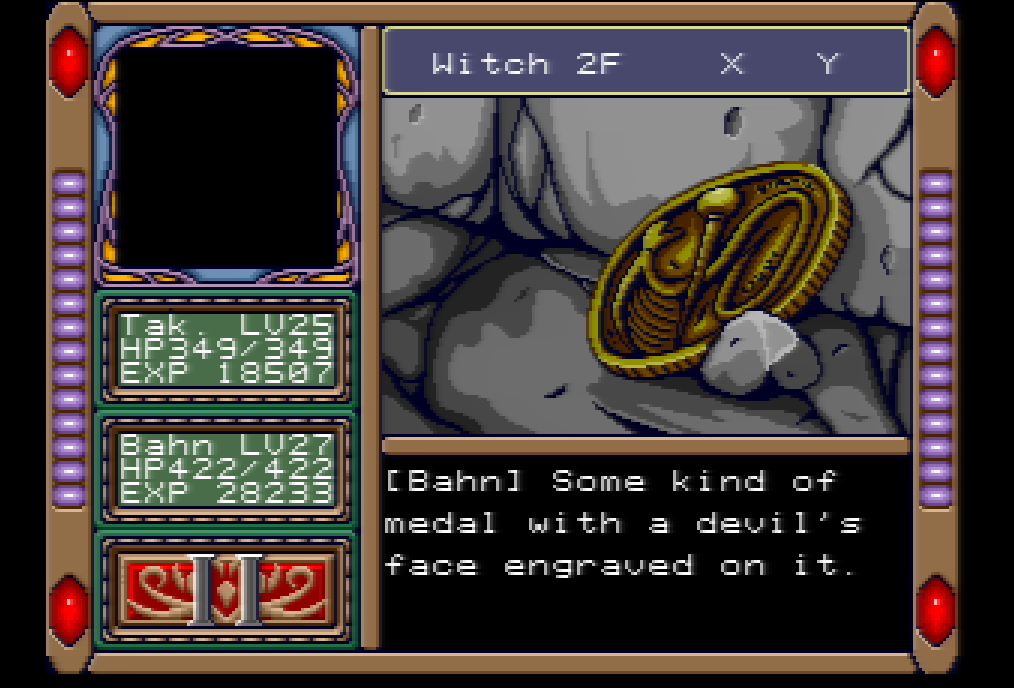 Witch 2F X Y
Tak. LV25
HP349/349
EXP 18507
Bahn LV27
HP422/422
EXP 28233
II
[Bahn] Some kind of
medal with a devil's
face engraved on it.